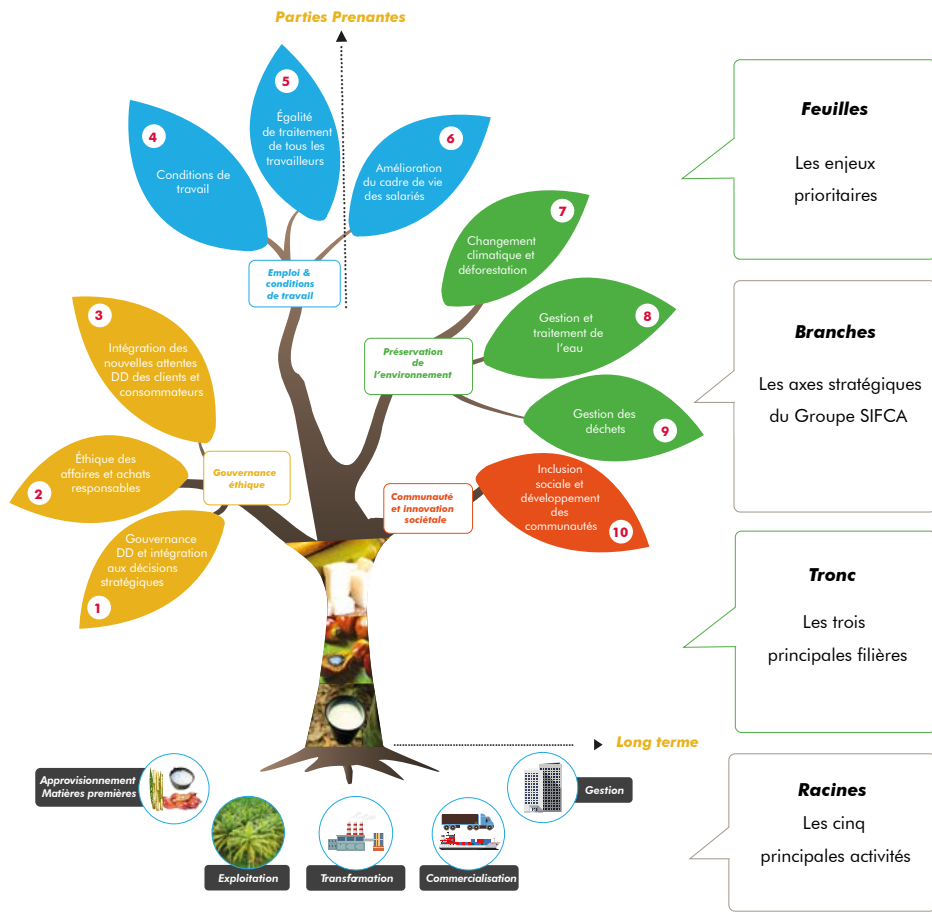 Parties Prenantes
5
Égalité
de traitement
de tous les
travailleurs
4
Conditions de
travail
6
Amélioration
du cadre de vie
des salariés
Emploi &
conditions
de travail
7
Changement
climatique et
déforestation
8
Gestion et
traitement de
l'eau
Préservation
de
l'environnement
9
Gestion des
déchets
3
Intégration des
nouvelles attentes
DD des clients et
consommateurs
Éthique des
affaires et achats
responsables
2
Gouvernance
éthique
Gouvernance
DD et intégration
aux décisions
stratégiques
1
Communauté
et innovation
sociétale
Inclusion
sociale et
développement
des
communautés
10
Long terme
Approvisionnement
Matières premières
Exploitation
Transformation
Commercialisation
Gestion
Feuilles
Les enjeux
prioritaires
Branches
Les axes stratégiques
du Groupe SIFCA
Tronc
Les trois
principales filières
Racines
Les cinq
principales activités